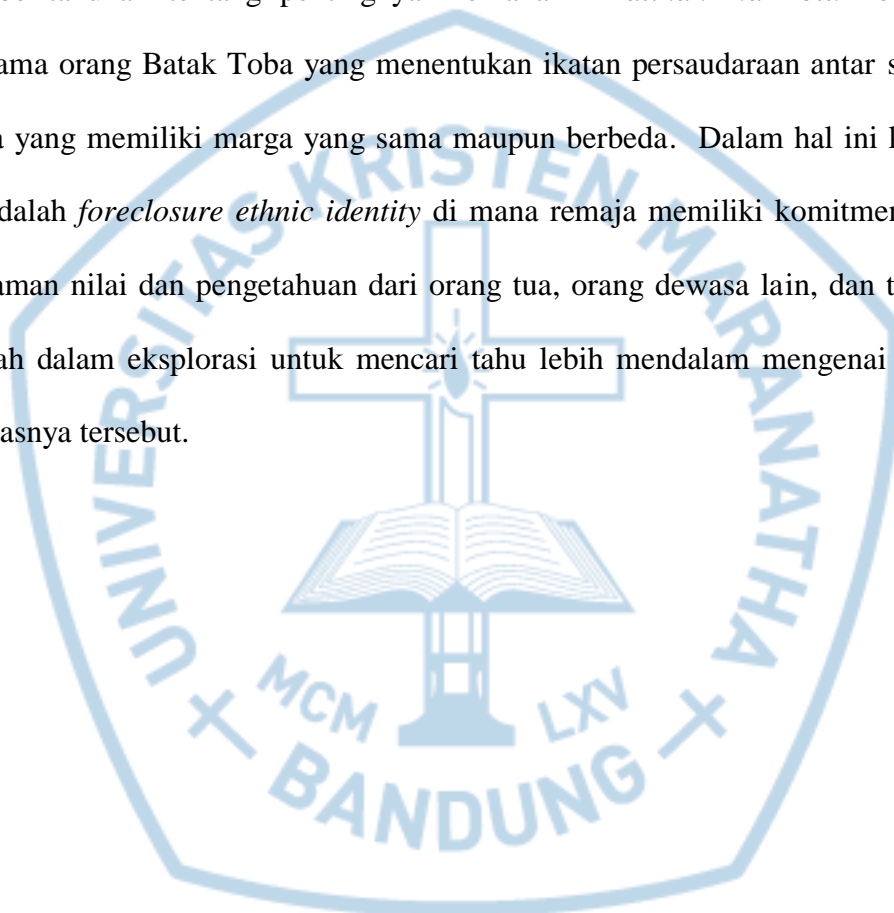 ama orang Batak Toba yang menentukan ikatan persaudaraan antar s
yang memiliki marga yang sama maupun berbeda. Dalam hal ini
dalah foreclosure ethnic identity di mana remaja memiliki komitmen
aman nilai dan pengetahuan dari orang tua, orang dewasa lain, dan t
ah dalam eksplorasi untuk mencari tahu lebih mendalam mengenai
asnya tersebut.
UNIVERSITAS KRISTEN MARANATHA
MCM LXV
BANDUNG